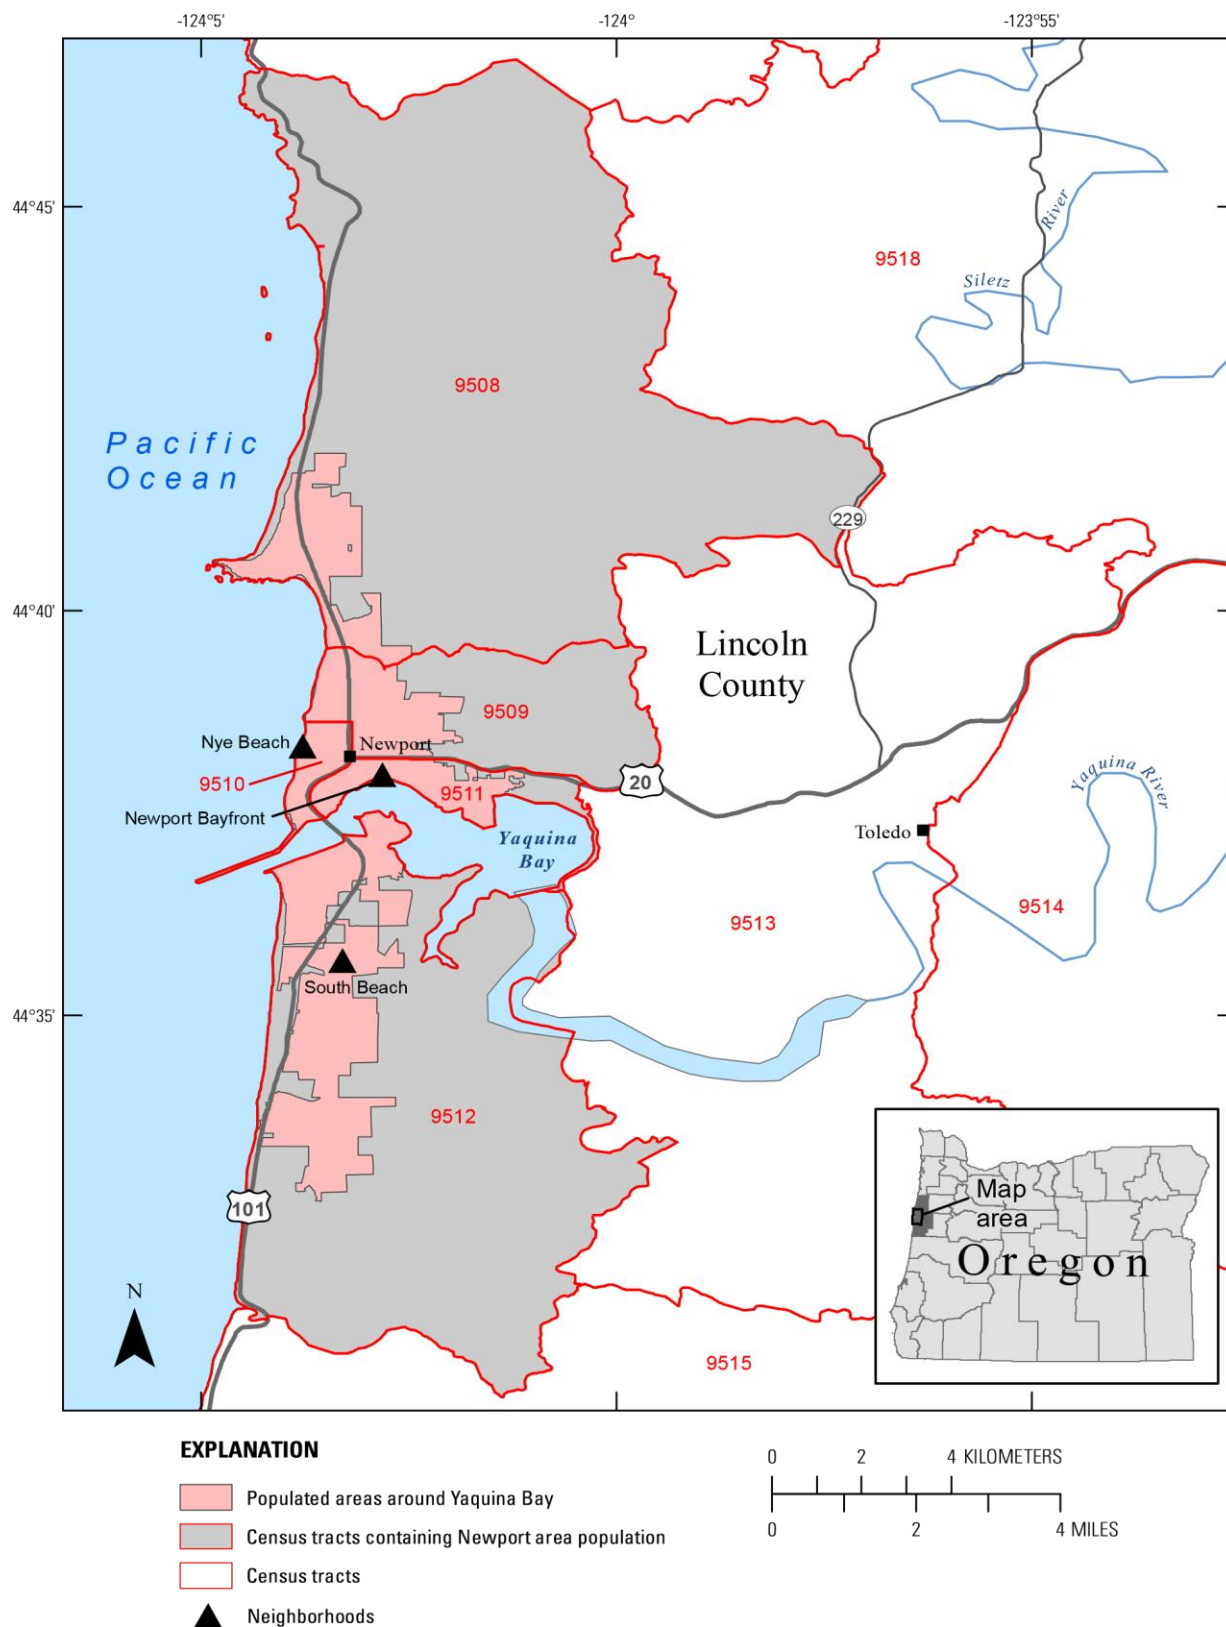 -124°5'
-124°
-123°55'
44°45'
River
9518
Siletz
9508
Pacific
Ocean
229
44°40'
Lincoln
County
9509
Nye Beach
Newport
9510
20
9511
Newport Bayfront
Yaquina River
Yaquina
Bay
Toledo
9514
9513
South Beach
44°35'
9512
101
Map
area
Oregon
N
9515
EXPLANATION
Populated areas around Yaquina Bay
Census tracts containing Newport area population
Census tracts
Neighborhoods
0 2 4 KILOMETERS
0 2 4 MILES